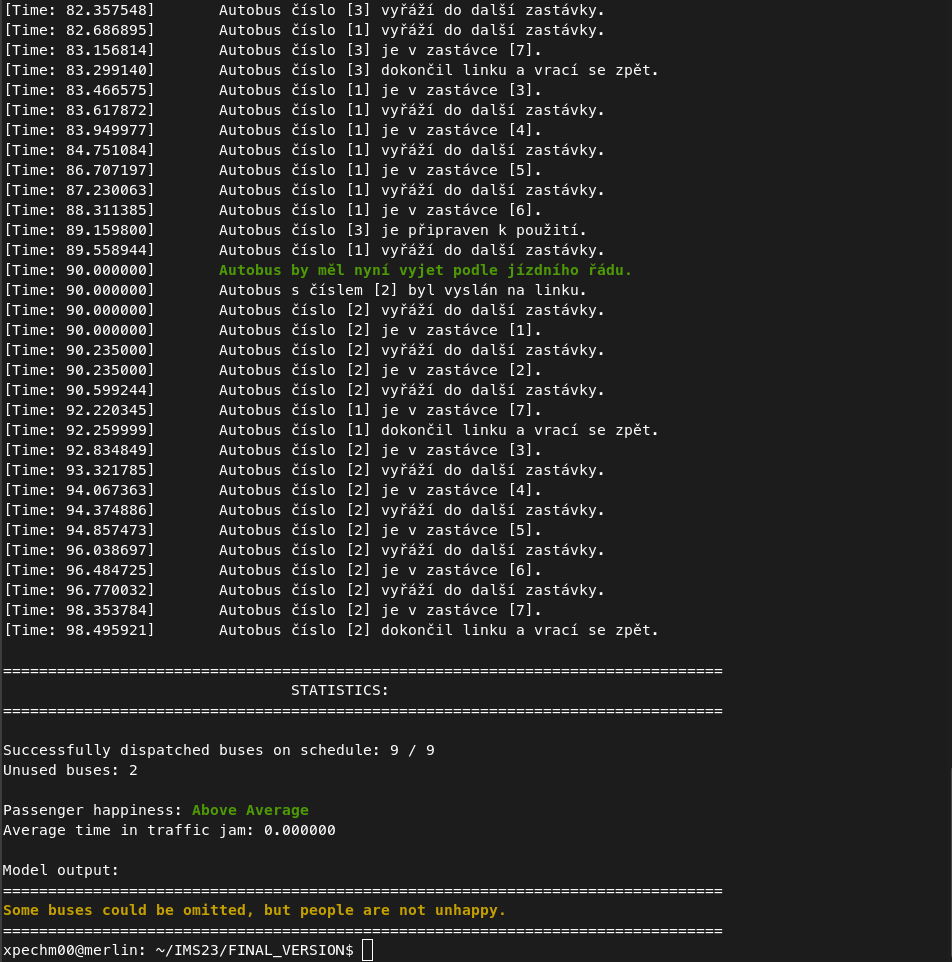 [Time: 82.357548]       Autobus číslo [3] vyřáží do další zastávky.
[Time: 82.686895]       Autobus číslo [1] vyřáží do další zastávky.
[Time: 83.156814]       Autobus číslo [3] je v zastávce [7].
[Time: 83.299140]       Autobus číslo [3] dokončil linku a vrací se zpět.
[Time: 83.466575]       Autobus číslo [1] je v zastávce [3].
[Time: 83.617872]       Autobus číslo [1] vyřáží do další zastávky.
[Time: 83.949977]       Autobus číslo [1] je v zastávce [4].
[Time: 84.751084]       Autobus číslo [1] vyřáží do další zastávky.
[Time: 86.707197]       Autobus číslo [1] je v zastávce [5].
[Time: 87.230063]       Autobus číslo [1] vyřáží do další zastávky.
[Time: 88.311385]       Autobus číslo [1] je v zastávce [6].
[Time: 89.159800]       Autobus číslo [3] je připraven k použití.
[Time: 89.558944]       Autobus číslo [1] vyřáží do další zastávky.
[Time: 90.000000]       Autobus by měl nyní vyjet podle jízdního řádu.
[Time: 90.000000]       Autobus s číslem [2] byl vyslán na linku.
[Time: 90.000000]       Autobus číslo [2] vyřáží do další zastávky.
[Time: 90.000000]       Autobus číslo [2] je v zastávce [1].
[Time: 90.235000]       Autobus číslo [2] vyřáží do další zastávky.
[Time: 90.235000]       Autobus číslo [2] je v zastávce [2].
[Time: 90.599244]       Autobus číslo [2] vyřáží do další zastávky.
[Time: 92.220345]       Autobus číslo [1] je v zastávce [7].
[Time: 92.259999]       Autobus číslo [1] dokončil linku a vrací se zpět.
[Time: 92.834849]       Autobus číslo [2] je v zastávce [3].
[Time: 93.321785]       Autobus číslo [2] vyřáží do další zastávky.
[Time: 94.067363]       Autobus číslo [2] je v zastávce [4].
[Time: 94.374886]       Autobus číslo [2] vyřáží do další zastávky.
[Time: 94.857473]       Autobus číslo [2] je v zastávce [5].
[Time: 96.038697]       Autobus číslo [2] vyřáží do další zastávky.
[Time: 96.484725]       Autobus číslo [2] je v zastávce [6].
[Time: 96.770032]       Autobus číslo [2] vyřáží do další zastávky.
[Time: 98.353784]       Autobus číslo [2] je v zastávce [7].
[Time: 98.495921]       Autobus číslo [2] dokončil linku a vrací se zpět.
================================================================================
STATISTICS:
================================================================================
Successfully dispatched buses on schedule: 9 / 9
Unused buses: 2
Passenger happiness: Above Average
Average time in traffic jam: 0.000000
Model output:
================================================================================
Some buses could be omitted, but people are not unhappy.
================================================================================
xpechm00@merlin: ~/IMS23/FINAL_VERSION$